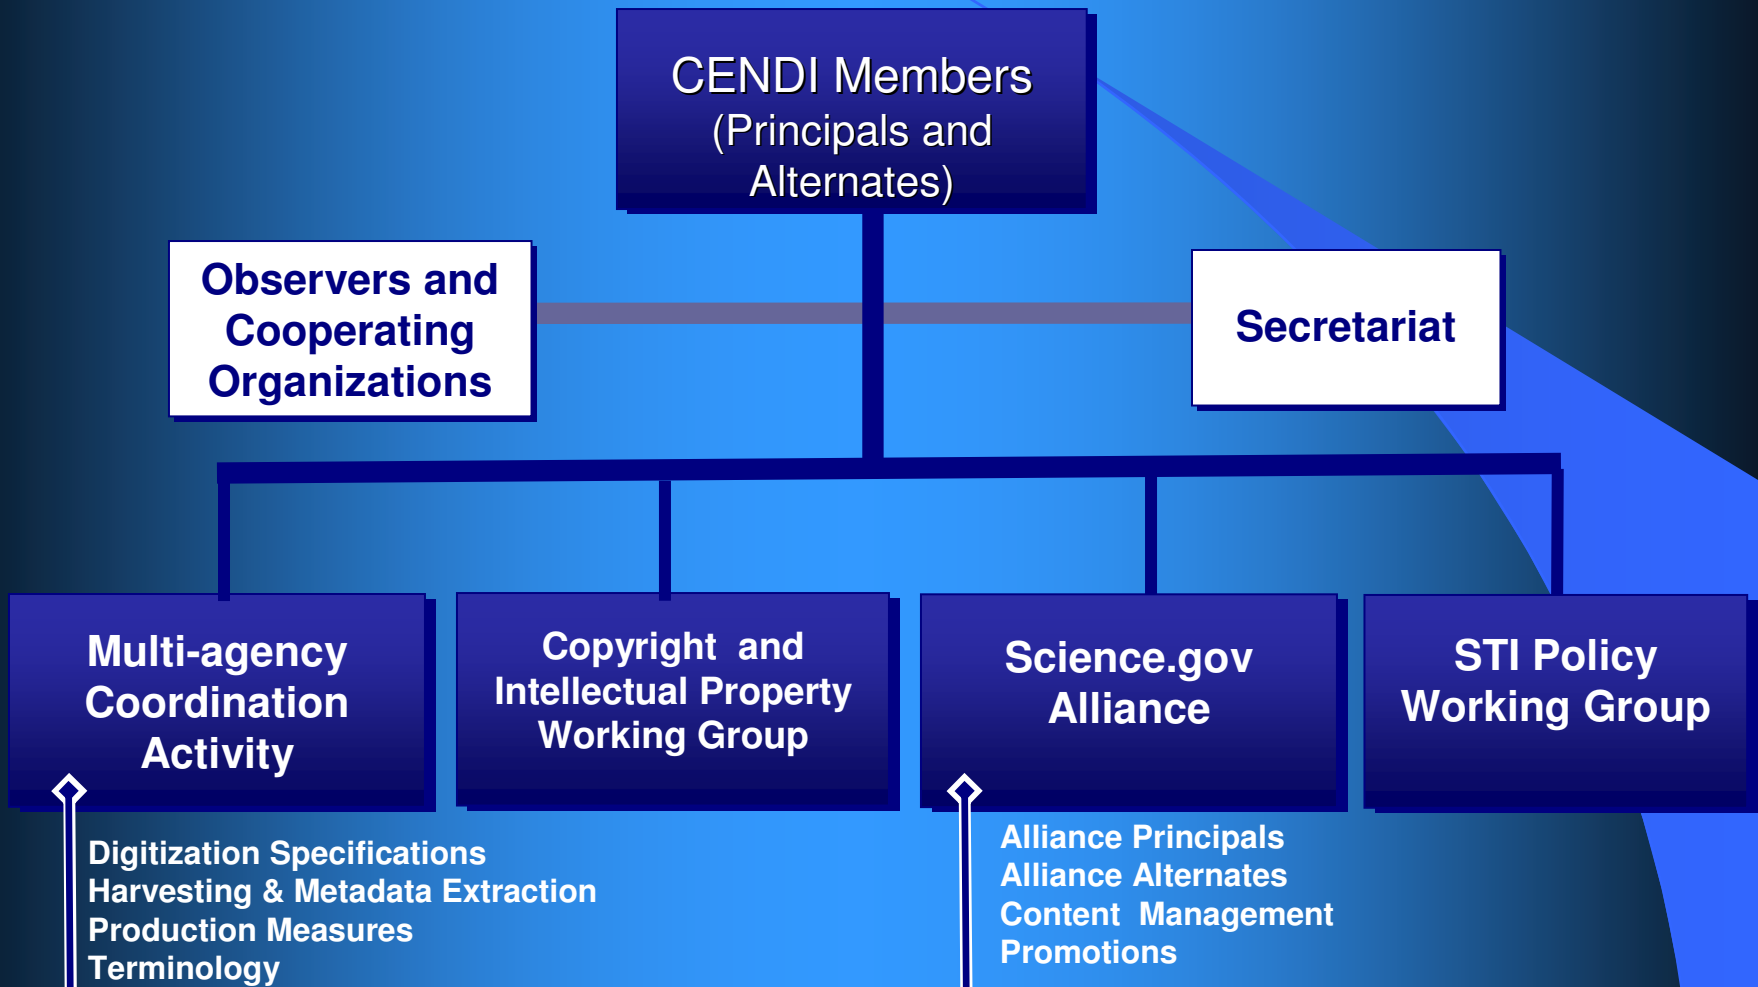 CENDI Members
(Principals and
Alternates)
Observers and
Cooperating
Organizations
Secretariat
Multi-agency
Coordination
Activity
Copyright and
Intellectual Property
Working Group
Science.gov
Alliance
STI Policy
Working Group
Digitization Specifications
Harvesting & Metadata Extraction
Production Measures
Terminology
Alliance Principals
Alliance Alternates
Content Management
Promotions